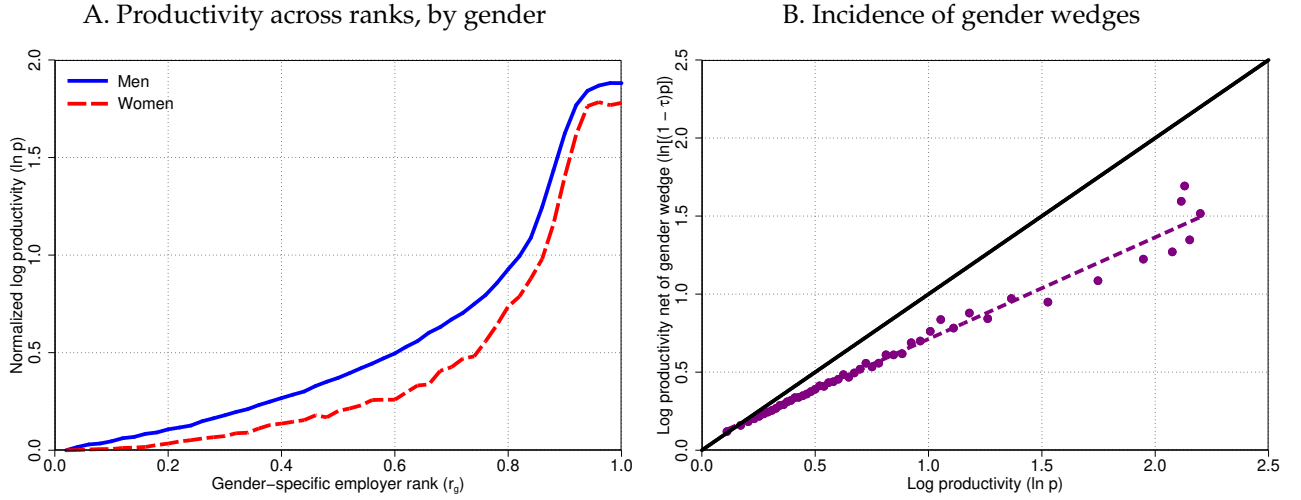 A. Productivity across ranks, by gender
Normalized log productivity (ln p)
2.0
1.5
1.0
0.5
0.0
Men
Women
0.0 0.2 0.4 0.6 0.8 1.0
Gender−specific employer rank (r_g)
B. Incidence of gender wedges
Log productivity net of gender wedge (ln[(1 − τ)p])
2.5
2.0
1.5
1.0
0.5
0.0
0.0 0.5 1.0 1.5 2.0 2.5
Log productivity (ln p)